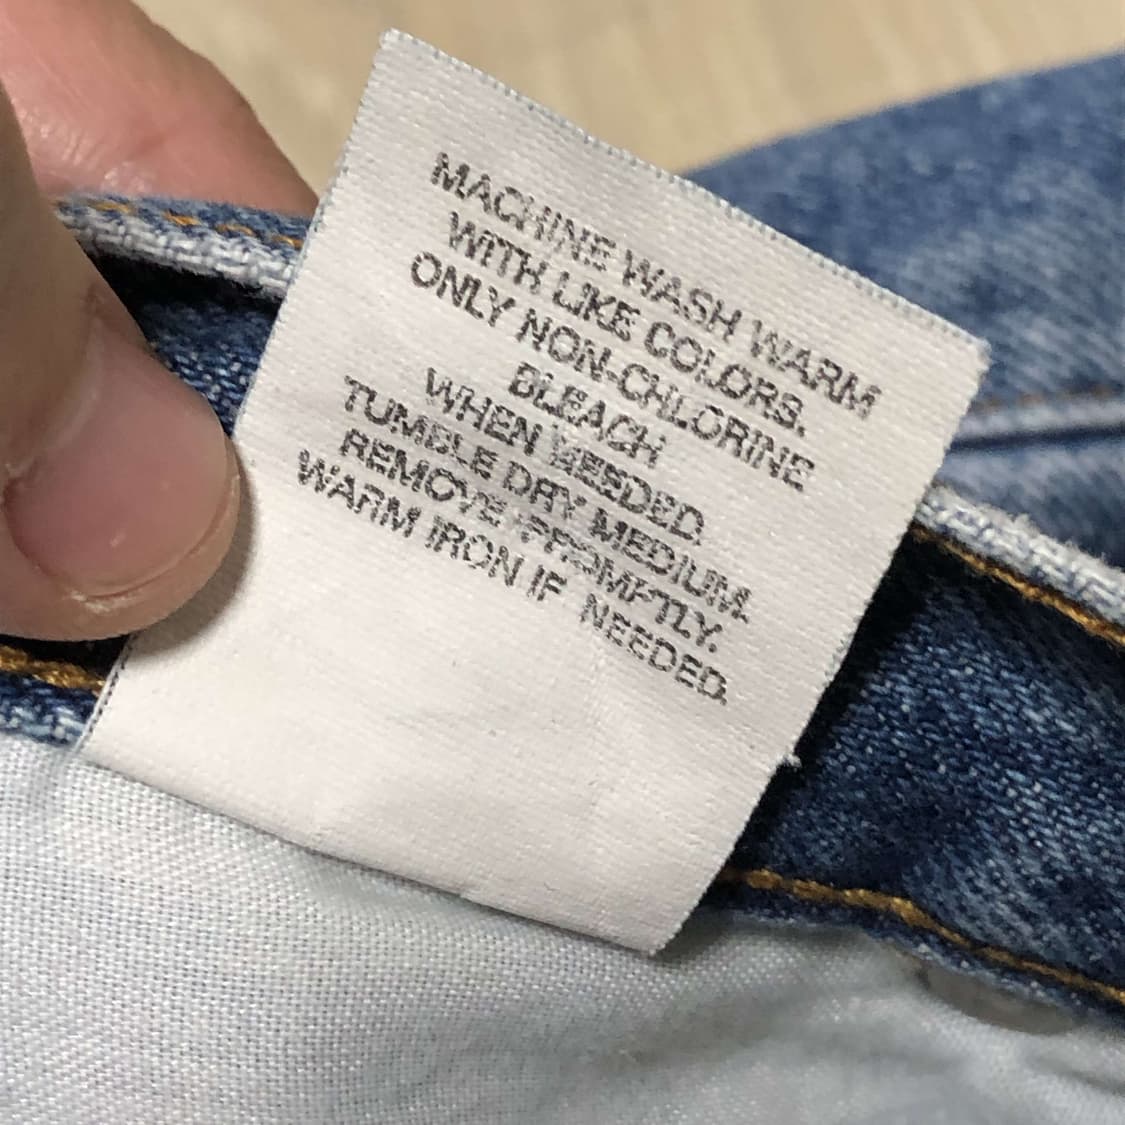 MACHINE WASH WARM
WITH LIKE COLORS.
ONLY NON-CHLORINE
BLEACH
WHEN NEEDED.
TUMBLE DRY MEDIUM.
REMOVE PROMPTLY.
WARM IRON IF NEEDED.